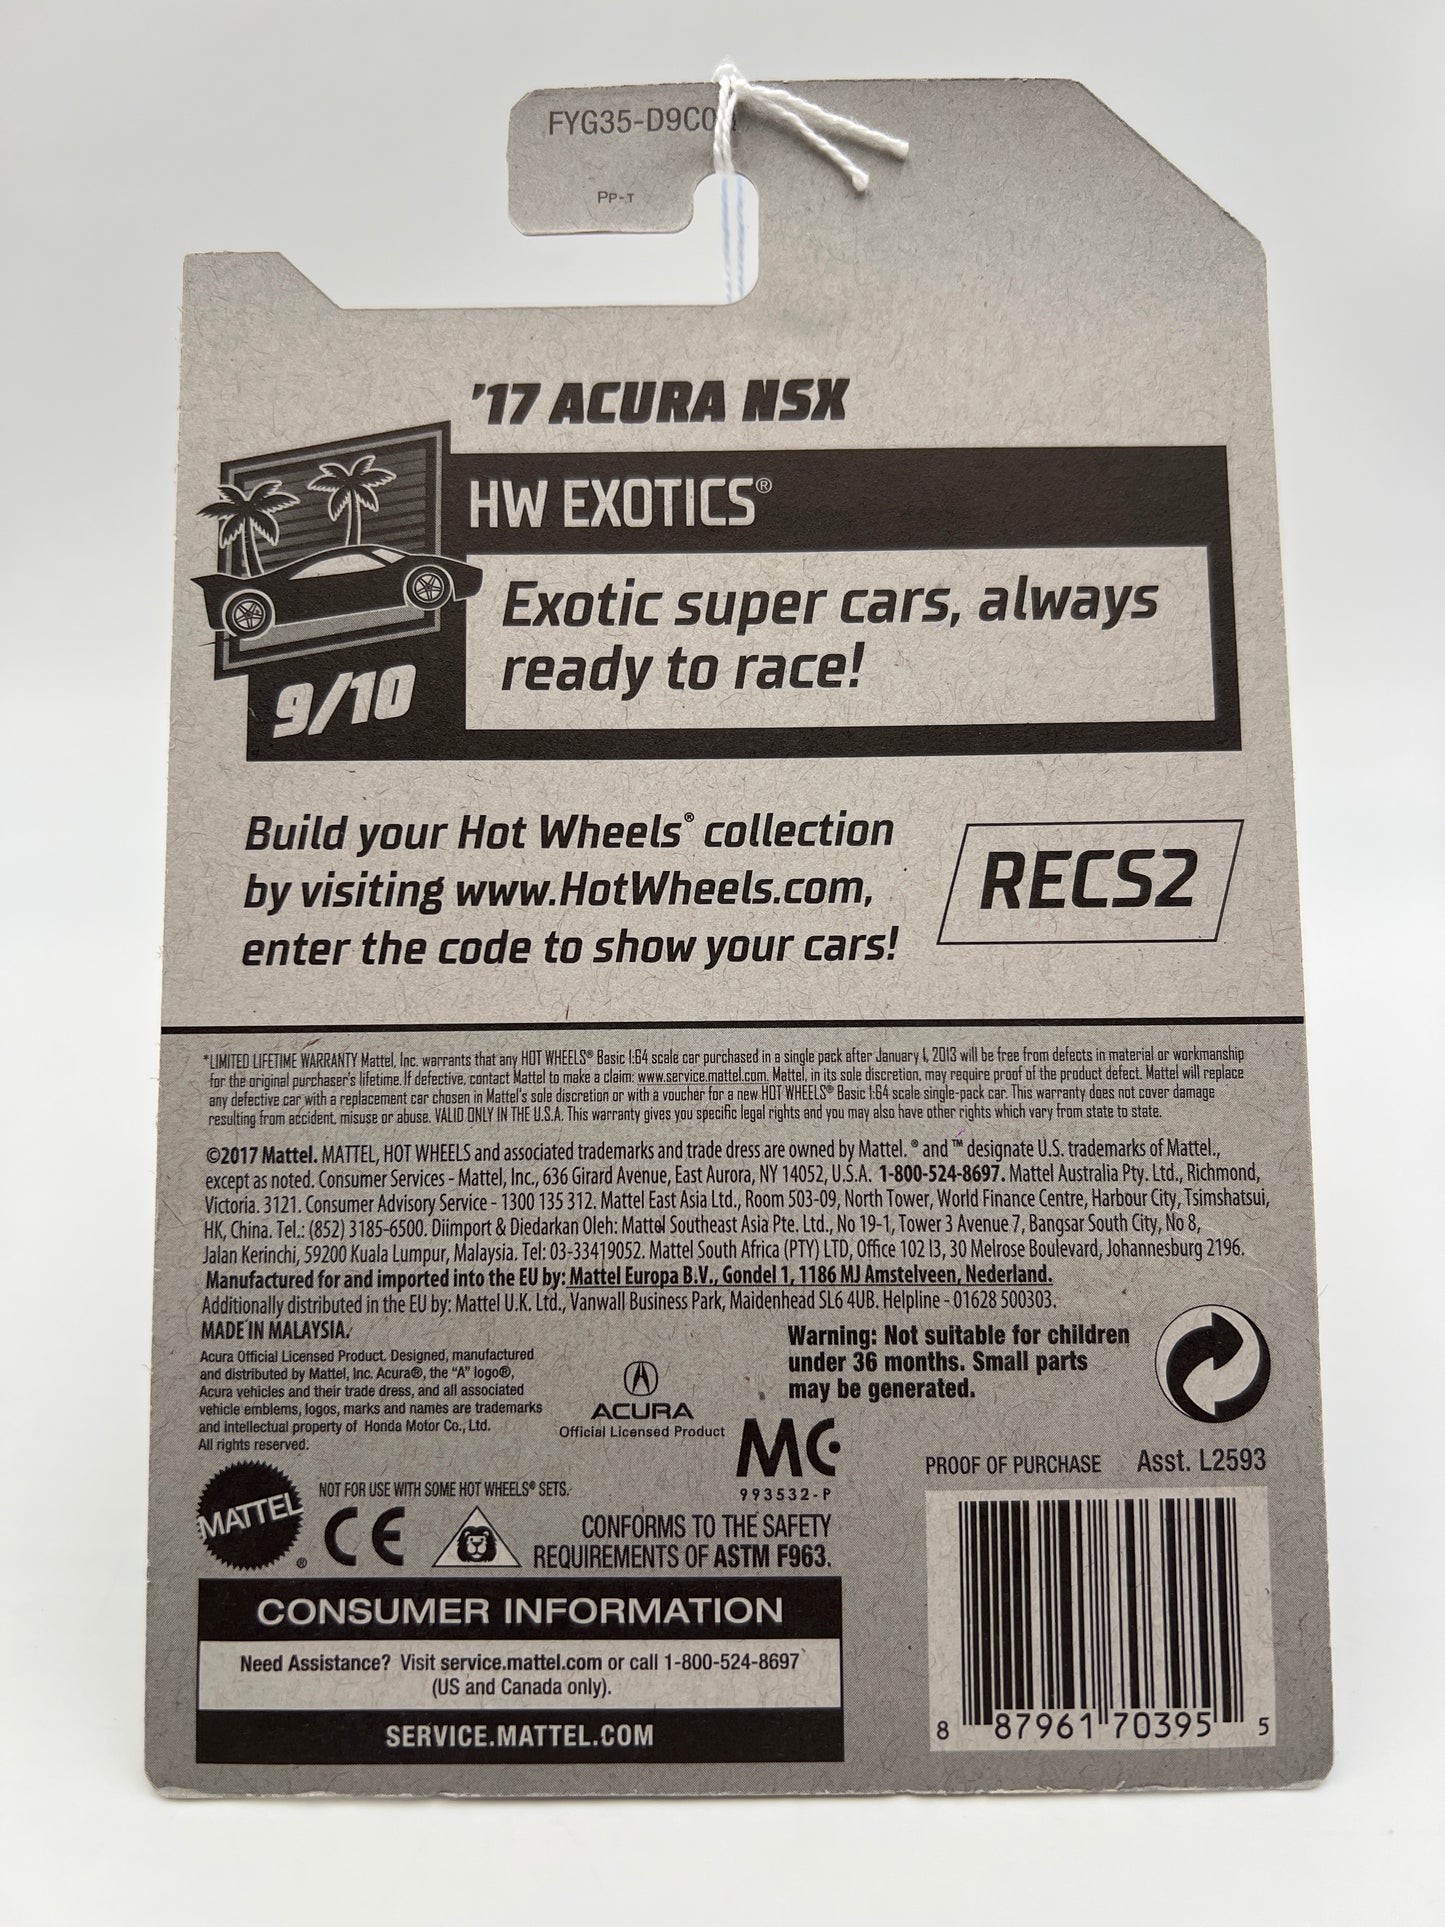 FYG35-D9C0
PP-T
'17 ACURA NSX
HW EXOTICS®
Exotic super cars, always
ready to race!
9/10
Build your Hot Wheels® collection
by visiting www.HotWheels.com,
enter the code to show your cars!
RECS2
*LIMITED LIFETIME WARRANTY Mattel, Inc. warrants that any HOT WHEELS® Basic 1:64 scale car purchased in a single pack after January 1, 2013 will be free from defects in material or workmanship
for the original purchaser's lifetime. If defective, contact Mattel to make a claim: www.service.mattel.com. Mattel, in its sole discretion, may require proof of the product defect. Mattel will replace
any defective car with a replacement car chosen in Mattel's sole discretion or with a voucher for a new HOT WHEELS® Basic 1:64 scale single-pack car. This warranty does not cover damage
resulting from accident, misuse or abuse. VALID ONLY IN THE U.S.A. This warranty gives you specific legal rights and you may also have other rights which vary from state to state.
©2017 Mattel. MATTEL, HOT WHEELS and associated trademarks and trade dress are owned by Mattel. ® and ™ designate U.S. trademarks of Mattel,
except as noted. Consumer Services - Mattel, Inc., 636 Girard Avenue, East Aurora, NY 14052, U.S.A. 1-800-524-8697. Mattel Australia Pty. Ltd., Richmond,
Victoria. 3121. Consumer Advisory Service - 1300 135 312. Mattel East Asia Ltd., Room 503-09, North Tower, World Finance Centre, Harbour City, Tsimshatsui,
HK, China. Tel.: (852) 3185-6500. Diimport & Diedarkan Oleh: Mattel Southeast Asia Pte. Ltd., No 19-1, Tower 3 Avenue 7, Bangsar South City, No 8,
Jalan Kerinchi, 59200 Kuala Lumpur, Malaysia. Tel: 03-33419052. Mattel South Africa (PTY) LTD, Office 102 I3, 30 Melrose Boulevard, Johannesburg 2196.
Manufactured for and imported into the EU by: Mattel Europa B.V., Gondel 1, 1186 MJ Amstelveen, Nederland.
Additionally distributed in the EU by: Mattel U.K. Ltd., Vanwall Business Park, Maidenhead SL6 4UB. Helpline - 01628 500303.
MADE IN MALAYSIA.
Acura Official Licensed Product. Designed, manufactured
and distributed by Mattel, Inc. Acura®, the "A" logo®,
Acura vehicles and their trade dress, and all associated
vehicle emblems, logos, marks and names are trademarks
and intellectual property of Honda Motor Co., Ltd.
All rights reserved.
ACURA
Official Licensed Product
Warning: Not suitable for children
under 36 months. Small parts
may be generated.
MC
993532-P
PROOF OF PURCHASE Asst. L2593
MATTEL®
NOT FOR USE WITH SOME HOT WHEELS® SETS.
CE
CONFORMS TO THE SAFETY
REQUIREMENTS OF ASTM F963.
CONSUMER INFORMATION
Need Assistance? Visit service.mattel.com or call 1-800-524-8697
(US and Canada only).
SERVICE.MATTEL.COM
8 87961 70395 5